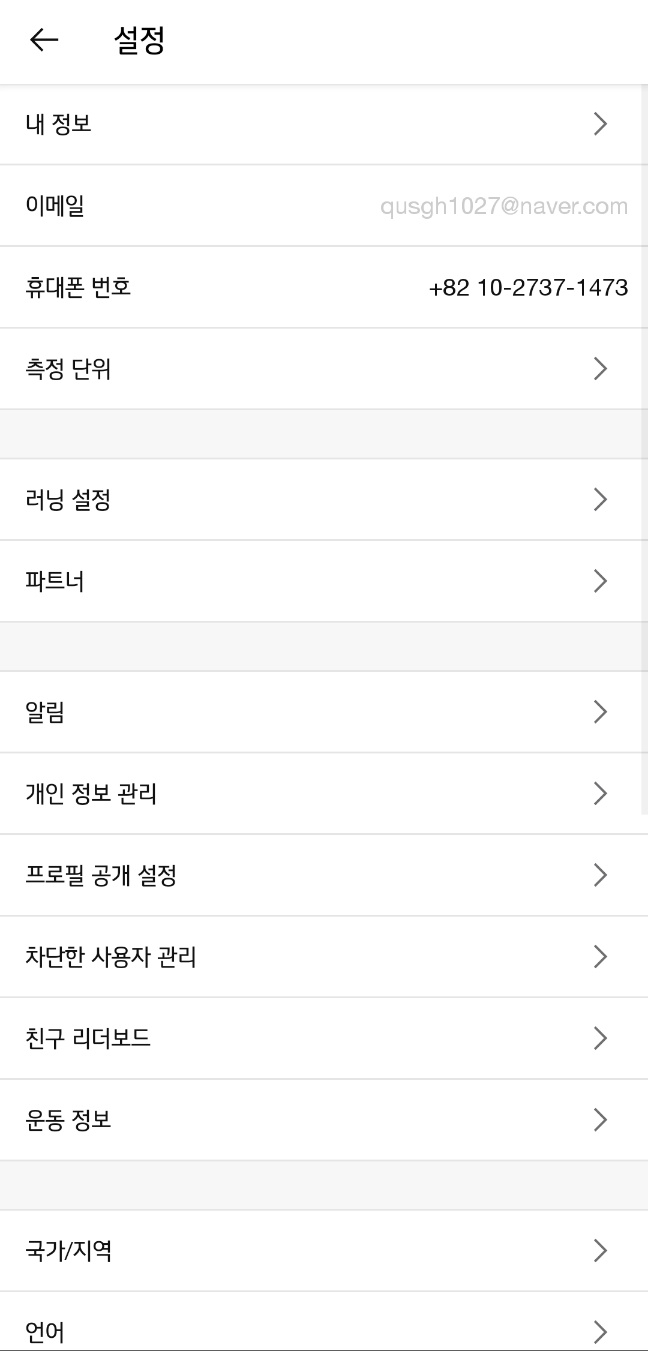 설정
내 정보
이메일 qusgh1027@naver.com
휴대폰 번호 +82 10-2737-1473
측정 단위
러닝 설정
파트너
알림
개인 정보 관리
프로필 공개 설정
차단한 사용자 관리
친구 리더보드
운동 정보
국가/지역
언어